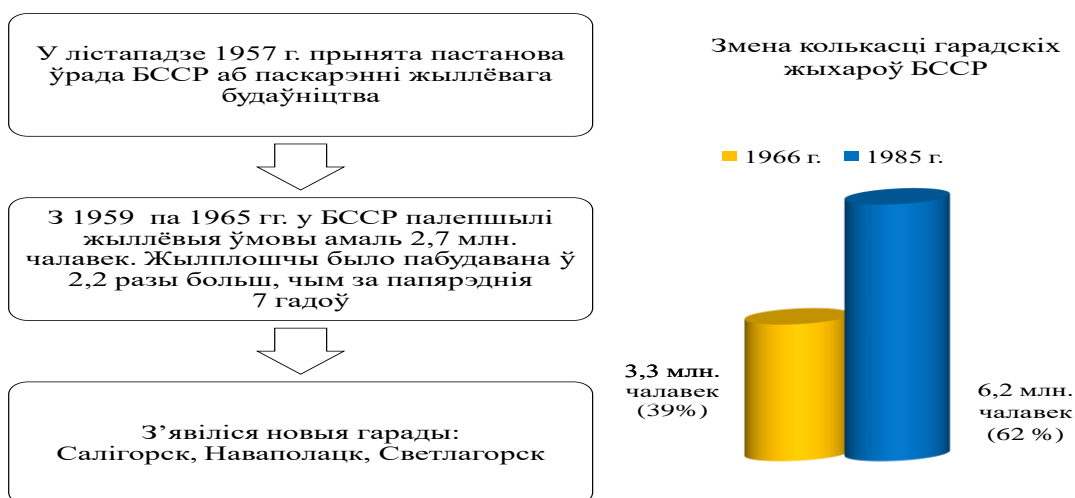 У лістападзе 1957 г. прынята пастанова
ўрада БССР аб паскарэнні жыллёвага
будаўніцтва
З 1959 па 1965 гг. у БССР палепшылі
жыллёвыя ўмовы амаль 2,7 млн.
чалавек. Жылплошчы было пабудавана ў
2,2 разы больш, чым за папярэднія
7 гадоў
З’явіліся новыя гарады:
Салігорск, Наваполацк, Светлагорск
Змена колькасці гарадскіх
жыхароў БССР
1966 г. 1985 г.
3,3 млн.
чалавек
(39%)
6,2 млн.
чалавек
(62 %)